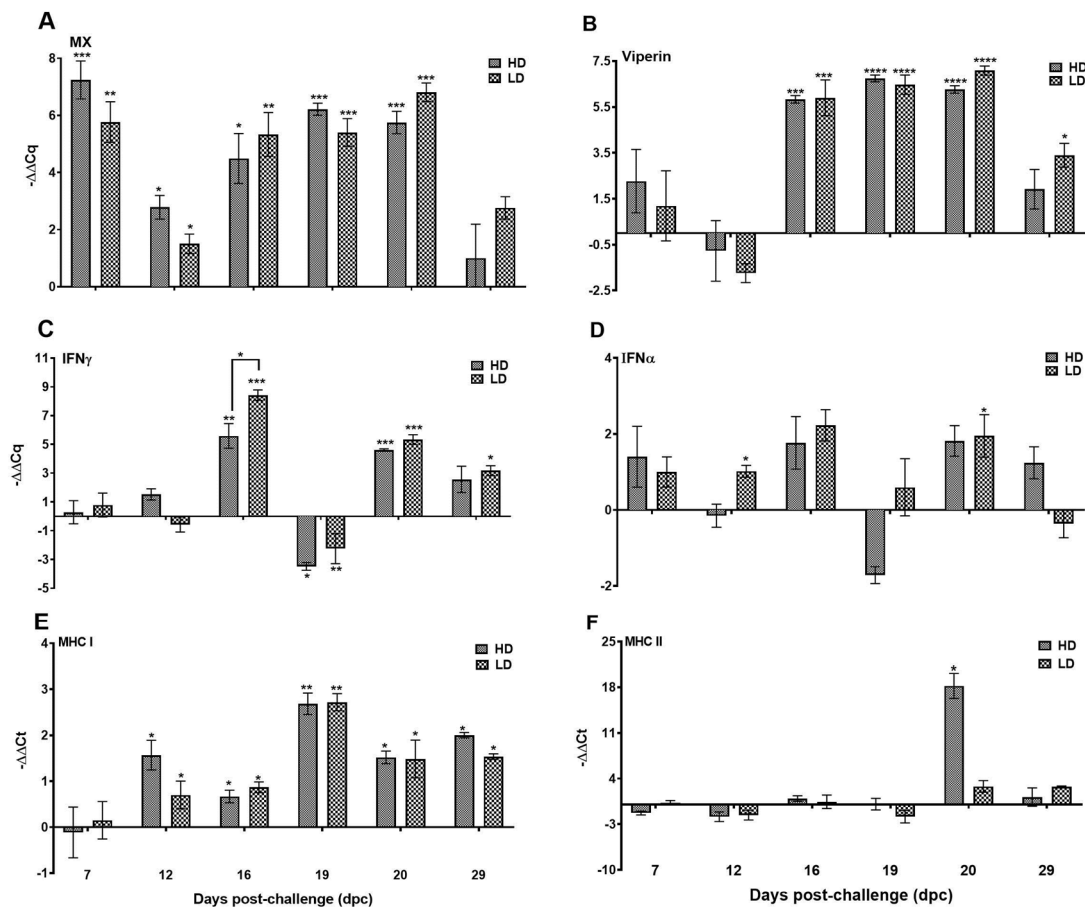 A
MX
HD
LD
-ΔΔCq
8
6
4
2
0
*** ** * * * ** *** *** *** ***
B
Viperin
HD
LD
7.5
5.5
3.5
1.5
-0.5
-2.5
*** *** **** **** **** **** *
C
IFNγ
HD
LD
-ΔΔCq
11
9
7
5
3
1
-1
-3
-5
*
** *** * ** *** *** *
D
IFNα
HD
LD
4
2
0
-2
* *
E
MHC I
HD
LD
-ΔΔCt
4
3
2
1
0
-1
* * * * ** ** * * * *
7 12 16 19 20 29
Days post-challenge (dpc)
F
MHC II
HD
LD
-ΔΔCt
25
18
11
4
-3
-10
*
7 12 16 19 20 29
Days post-challenge (dpc)